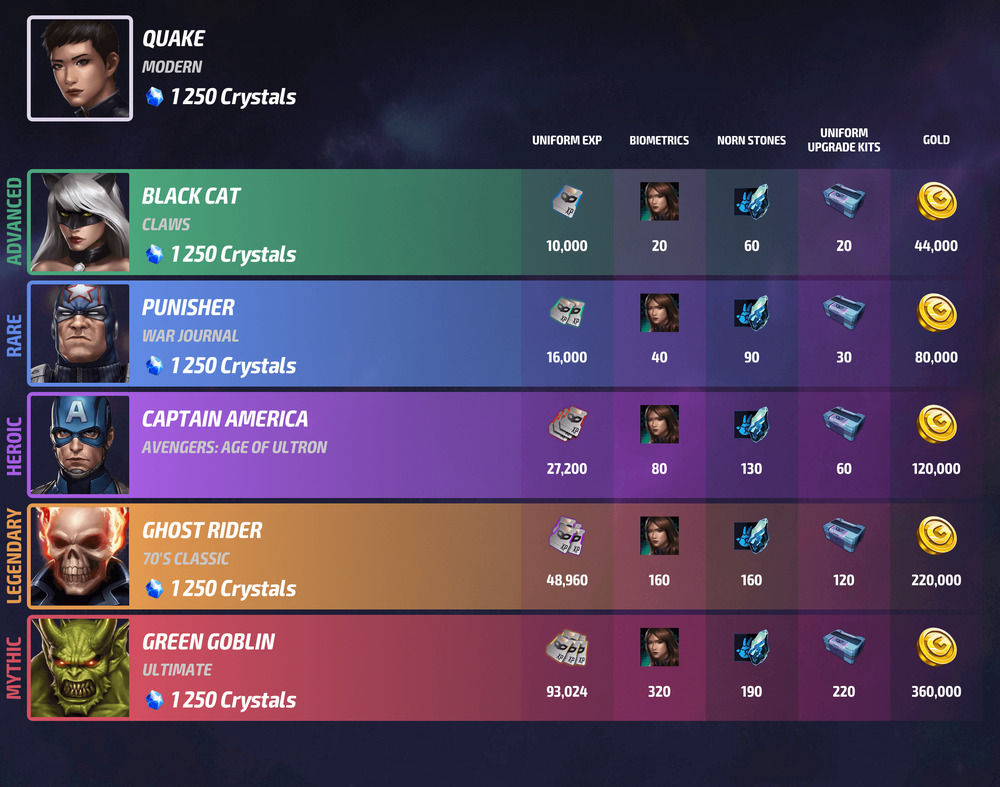 QUAKE
MODERN
1 250 Crystals
UNIFORM EXP BIOMETRICS NORN STONES UNIFORM UPGRADE KITS GOLD
ADVANCED
BLACK CAT
CLAWS
1 250 Crystals
10,000 20 60 20 44,000
RARE
PUNISHER
WAR JOURNAL
1 250 Crystals
16,000 40 90 30 80,000
HEROIC
CAPTAIN AMERICA
AVENGERS: AGE OF ULTRON
27,200 80 130 60 120,000
LEGENDARY
GHOST RIDER
70'S CLASSIC
1 250 Crystals
48,960 160 160 120 220,000
MYTHIC
GREEN GOBLIN
ULTIMATE
1 250 Crystals
93,024 320 190 220 360,000